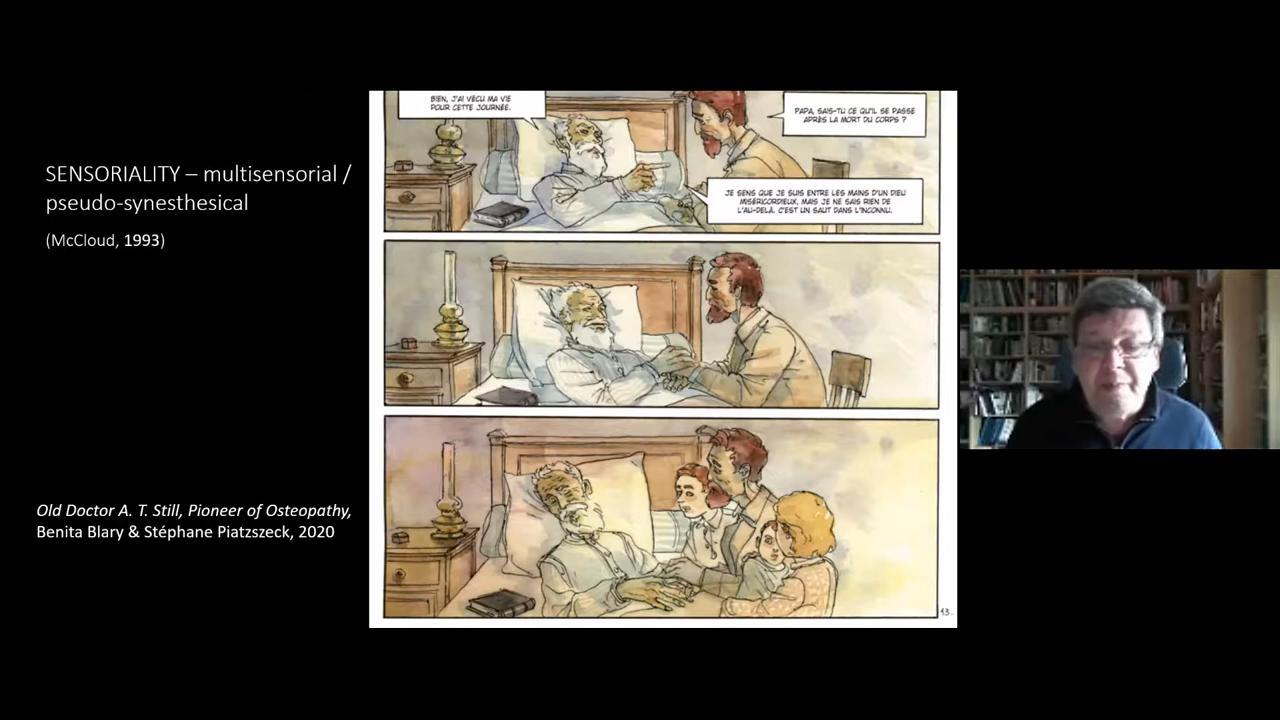 SENSORIALITY – multisensorial /
pseudo-synesthesical
(McCloud, 1993)
Old Doctor A. T. Still, Pioneer of Osteopathy,
Benita Blary & Stéphane Piatzszeck, 2020
BIEN, J'AI VÉCU MA VIE
POUR CETTE JOURNÉE.
PAPA, SAIS-TU CE QU'IL SE PASSE
APRÈS LA MORT DU CORPS ?
JE SENS QUE JE SUIS ENTRE LES MAINS D'UN DIEU
MISÉRICORDIEUX, MAIS JE NE SAIS RIEN DE
L'AU-DELÀ. C'EST UN SAUT DANS L'INCONNU.
43.